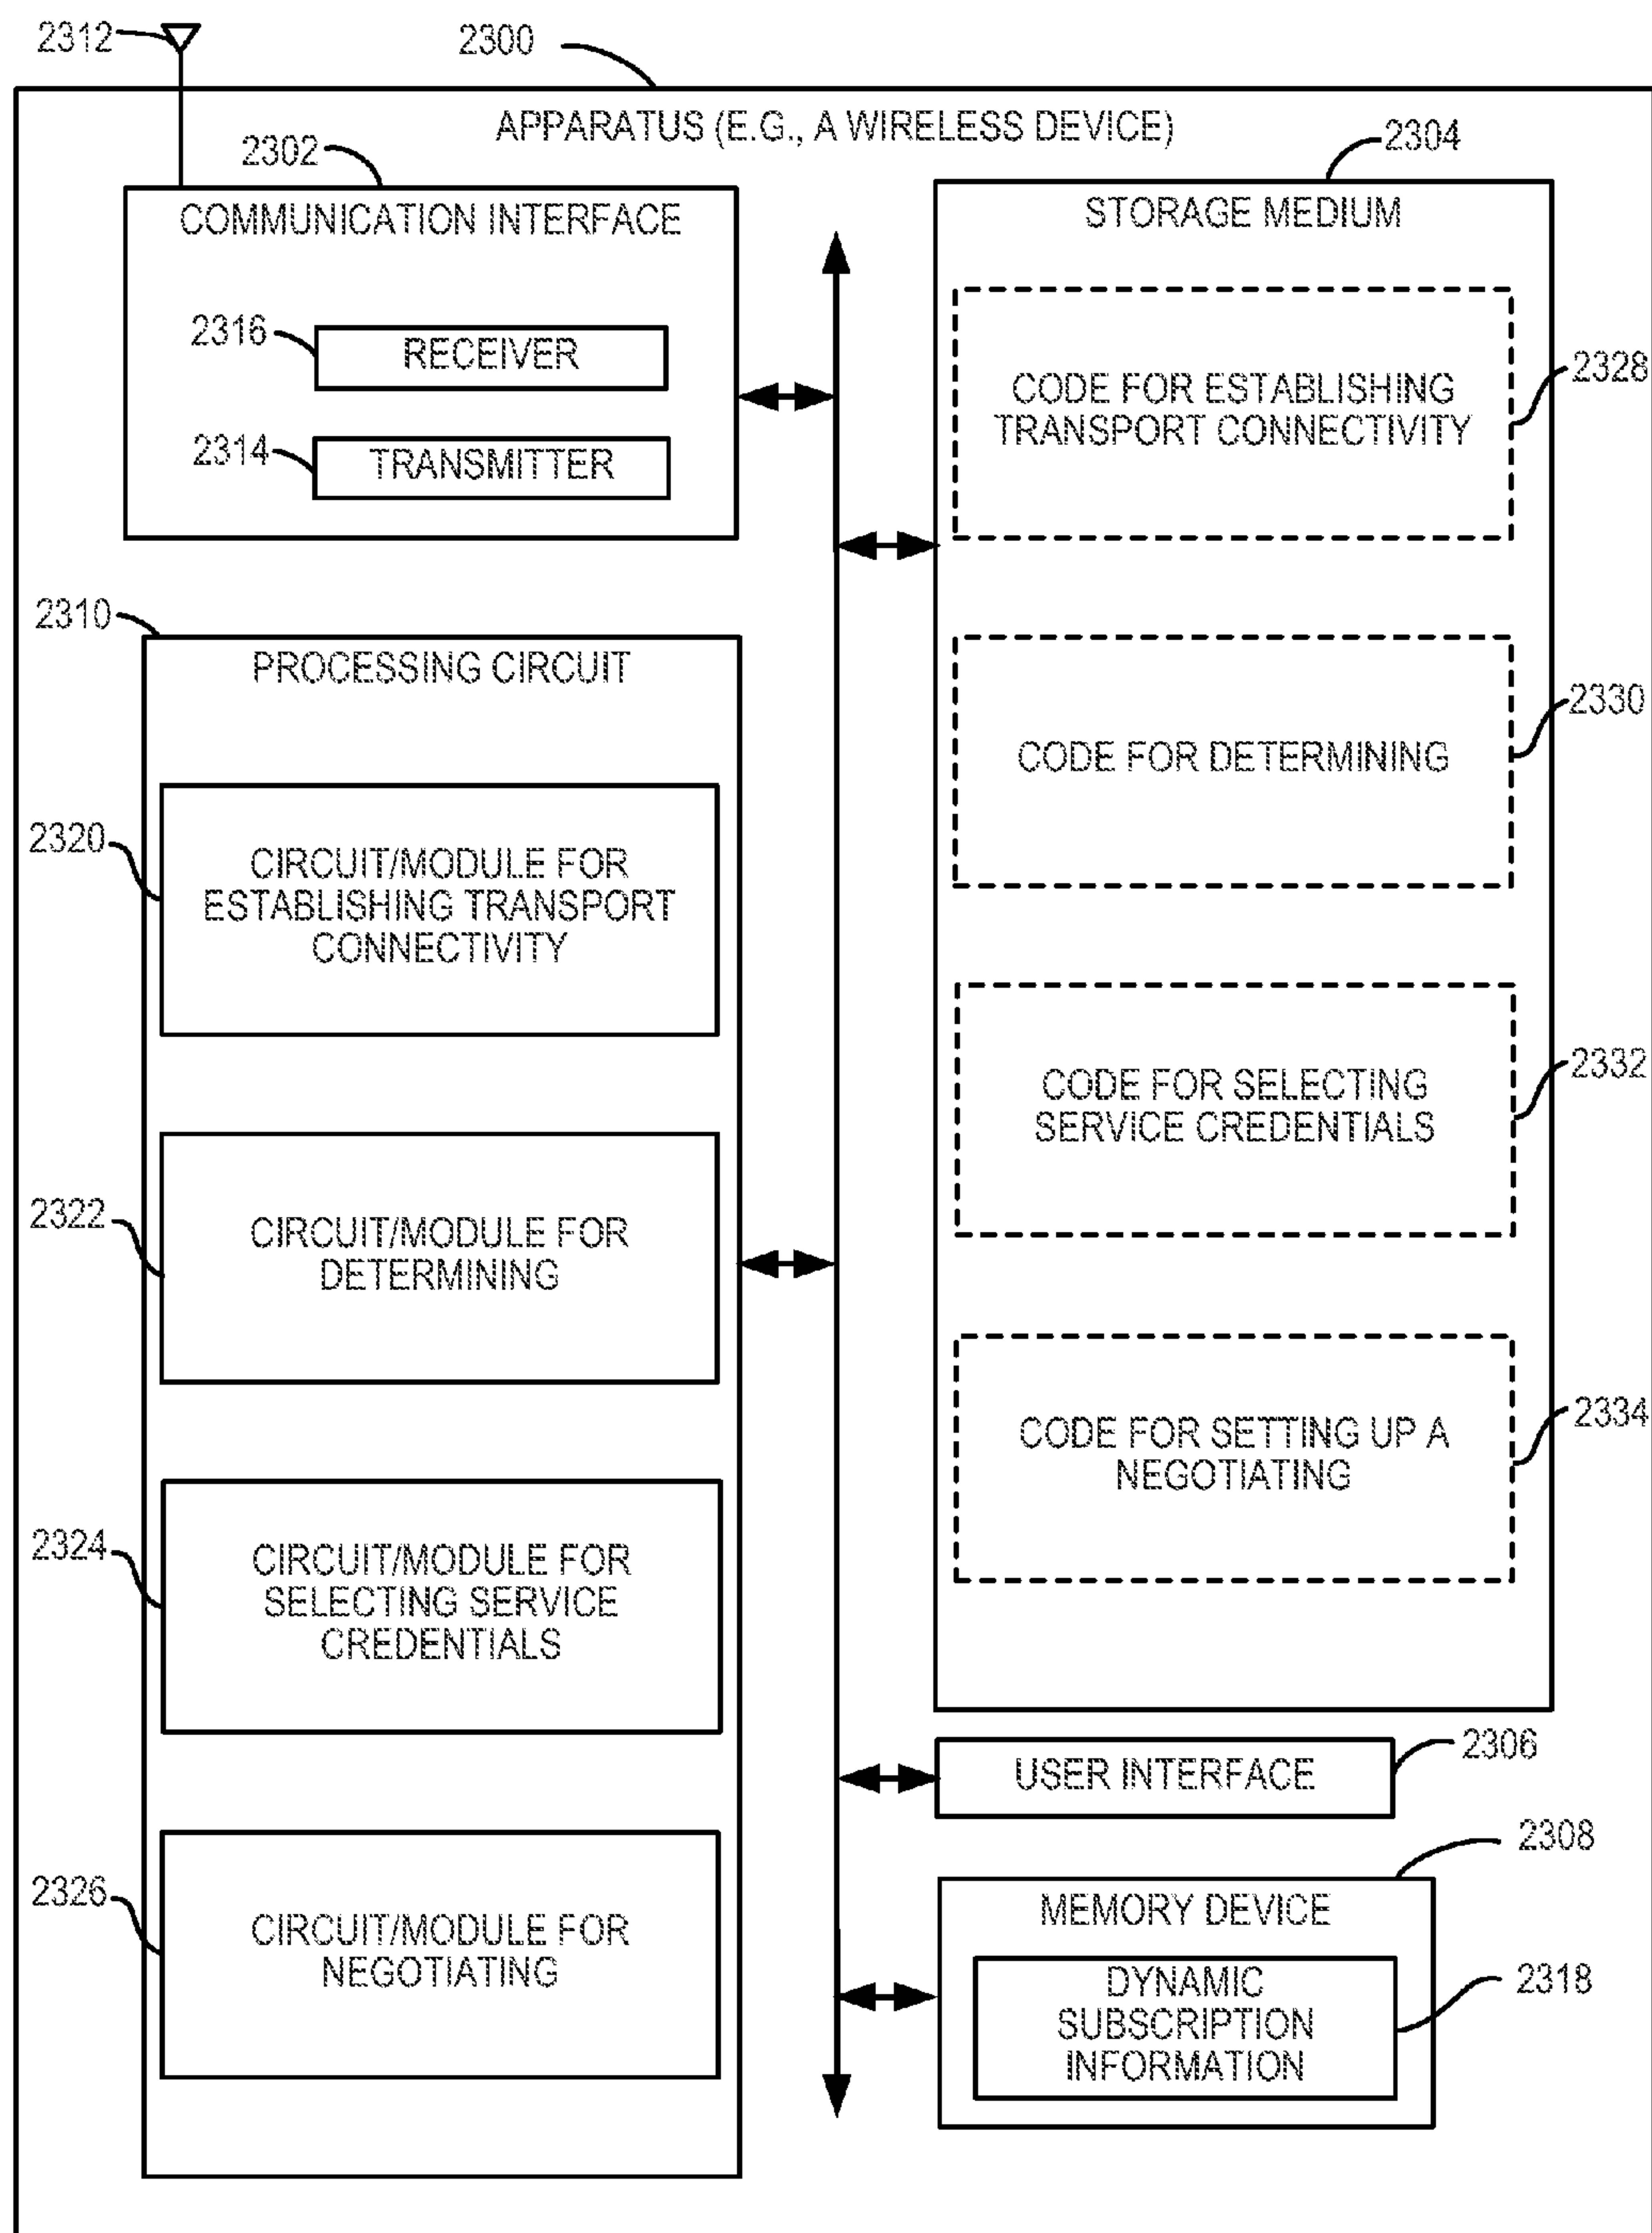 2312
2300
APPARATUS (E.G., A WIRELESS DEVICE)
2302
COMMUNICATION INTERFACE
2316
RECEIVER
2314
TRANSMITTER
2310
PROCESSING CIRCUIT
2320
CIRCUIT/MODULE FOR
ESTABLISHING TRANSPORT
CONNECTIVITY
2322
CIRCUIT/MODULE FOR
DETERMINING
2324
CIRCUIT/MODULE FOR
SELECTING SERVICE
CREDENTIALS
2326
CIRCUIT/MODULE FOR
NEGOTIATING
2304
STORAGE MEDIUM
2328
CODE FOR ESTABLISHING
TRANSPORT CONNECTIVITY
2330
CODE FOR DETERMINING
2332
CODE FOR SELECTING
SERVICE CREDENTIALS
2334
CODE FOR SETTING UP A
NEGOTIATING
2306
USER INTERFACE
2308
MEMORY DEVICE
2318
DYNAMIC
SUBSCRIPTION
INFORMATION